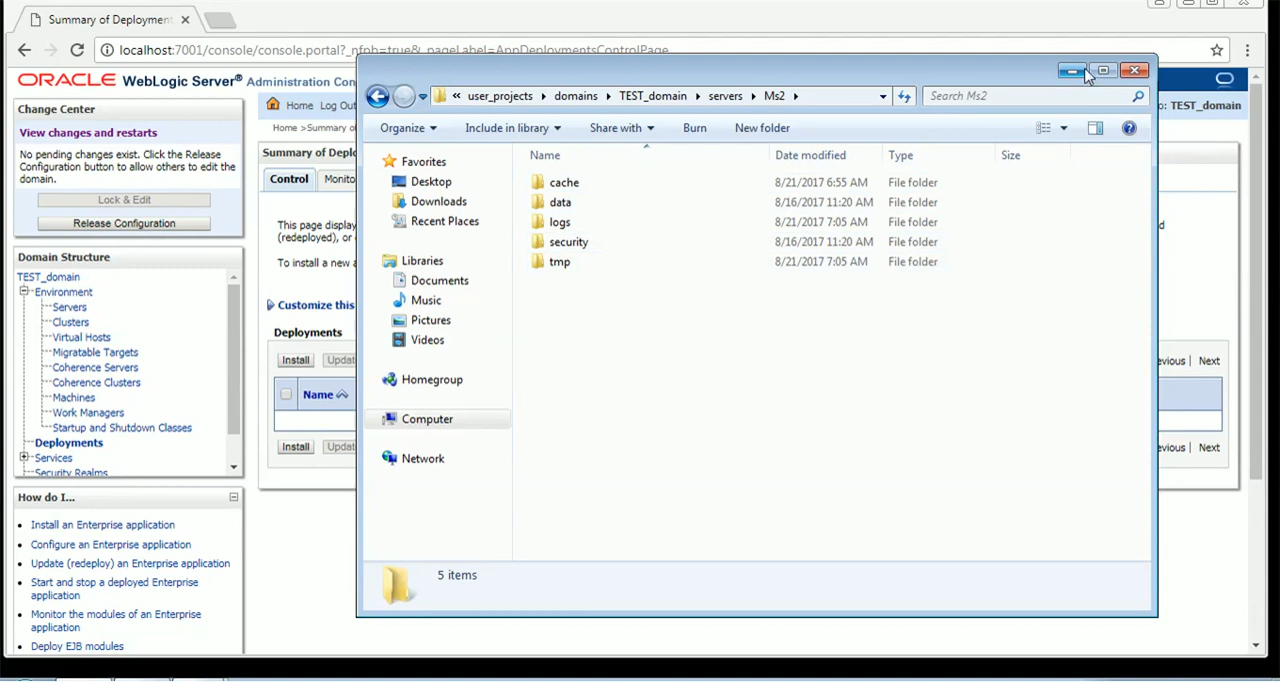 Summary of Deployment
localhost:7001/console/console.portal?_nfpb=true&_pageLabel=AppDeploymentsControlPage
ORACLE WebLogic Server® Administration Con
TEST_domain
Change Center
View changes and restarts
No pending changes exist. Click the Release
Configuration button to allow others to edit the
domain.
Lock & Edit
Release Configuration
Domain Structure
TEST_domain
Environment
Servers
Clusters
Virtual Hosts
Migratable Targets
Coherence Servers
Coherence Clusters
Machines
Work Managers
Startup and Shutdown Classes
Deployments
Services
Security Realms
How do I...
Install an Enterprise application
Configure an Enterprise application
Update (redeploy) an Enterprise application
Start and stop a deployed Enterprise
application
Monitor the modules of an Enterprise
application
Deploy EJB modules
Home Log Out
Home >Summary of
Summary of Deplo
Control Monito
This page display
(redeployed), or
To install a new a
Customize this
Deployments
Install Updat
evious | Next
Name
Install Updat
evious | Next
« user_projects domains TEST_domain servers Ms2
Search Ms2
Organize Include in library Share with Burn New folder
Favorites
Desktop
Downloads
Recent Places
Libraries
Documents
Music
Pictures
Videos
Homegroup
Computer
Network
Name Date modified Type Size
cache 8/21/2017 6:55 AM File folder
data 8/16/2017 11:20 AM File folder
logs 8/21/2017 7:05 AM File folder
security 8/16/2017 11:20 AM File folder
tmp 8/21/2017 7:05 AM File folder
5 items